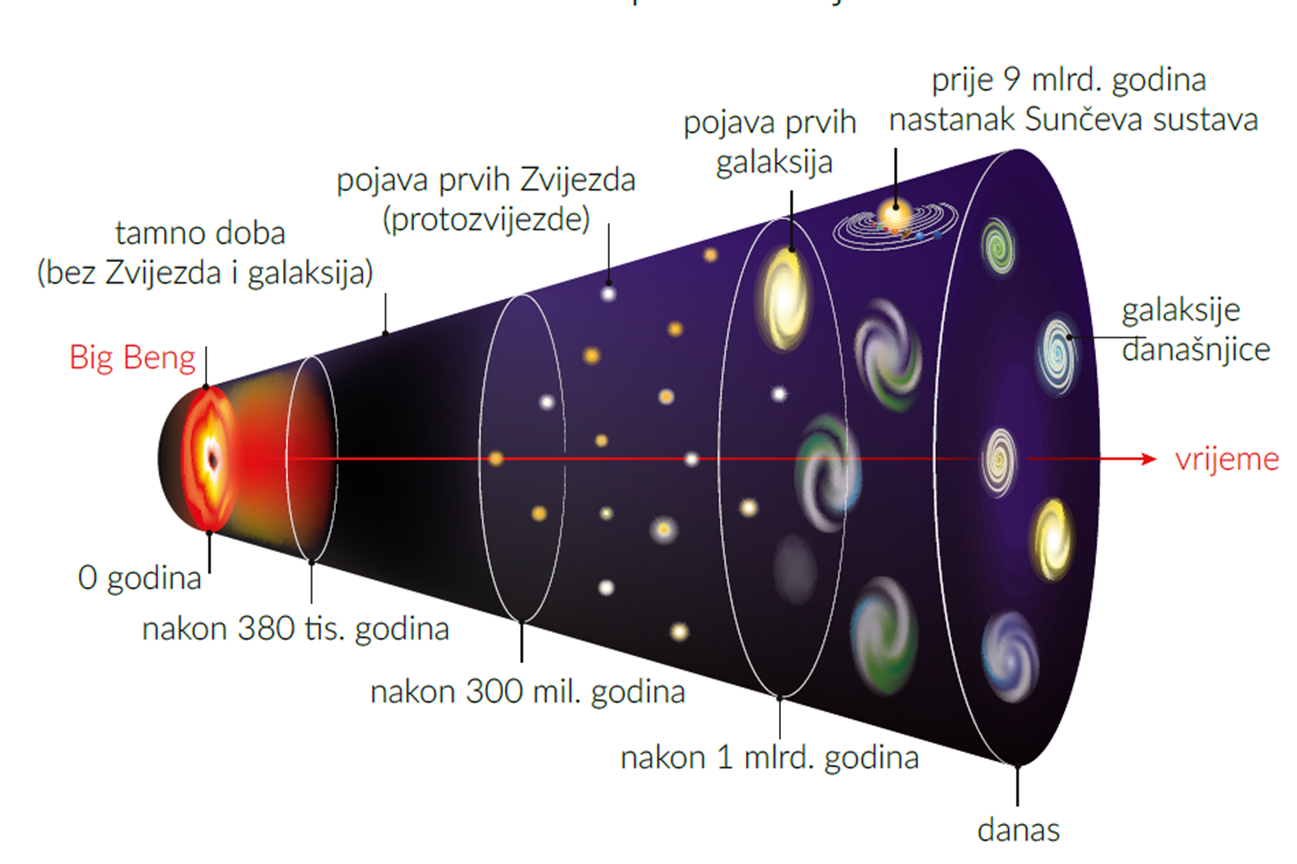 prije 9 mlrd. godina
nastanak Sunčeva sustava
pojava prvih
galaksija
pojava prvih Zvijezda
(protozvijezde)
tamno doba
(bez Zvijezda i galaksija)
galaksije
današnjice
Big Beng
vrijeme
0 godina
nakon 380 tis. godina
nakon 300 mil. godina
nakon 1 mlrd. godina
danas